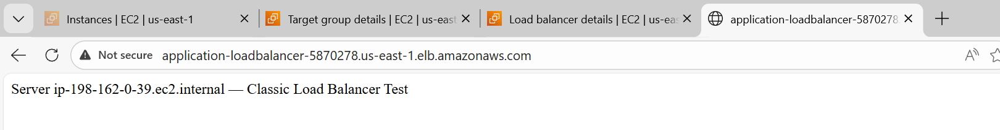 Instances | EC2 | us-east-1
Target group details | EC2 | us-east
Load balancer details | EC2 | us-eas
application-loadbalancer-5870278
Not secure application-loadbalancer-5870278.us-east-1.elb.amazonaws.com
Server ip-198-162-0-39.ec2.internal — Classic Load Balancer Test